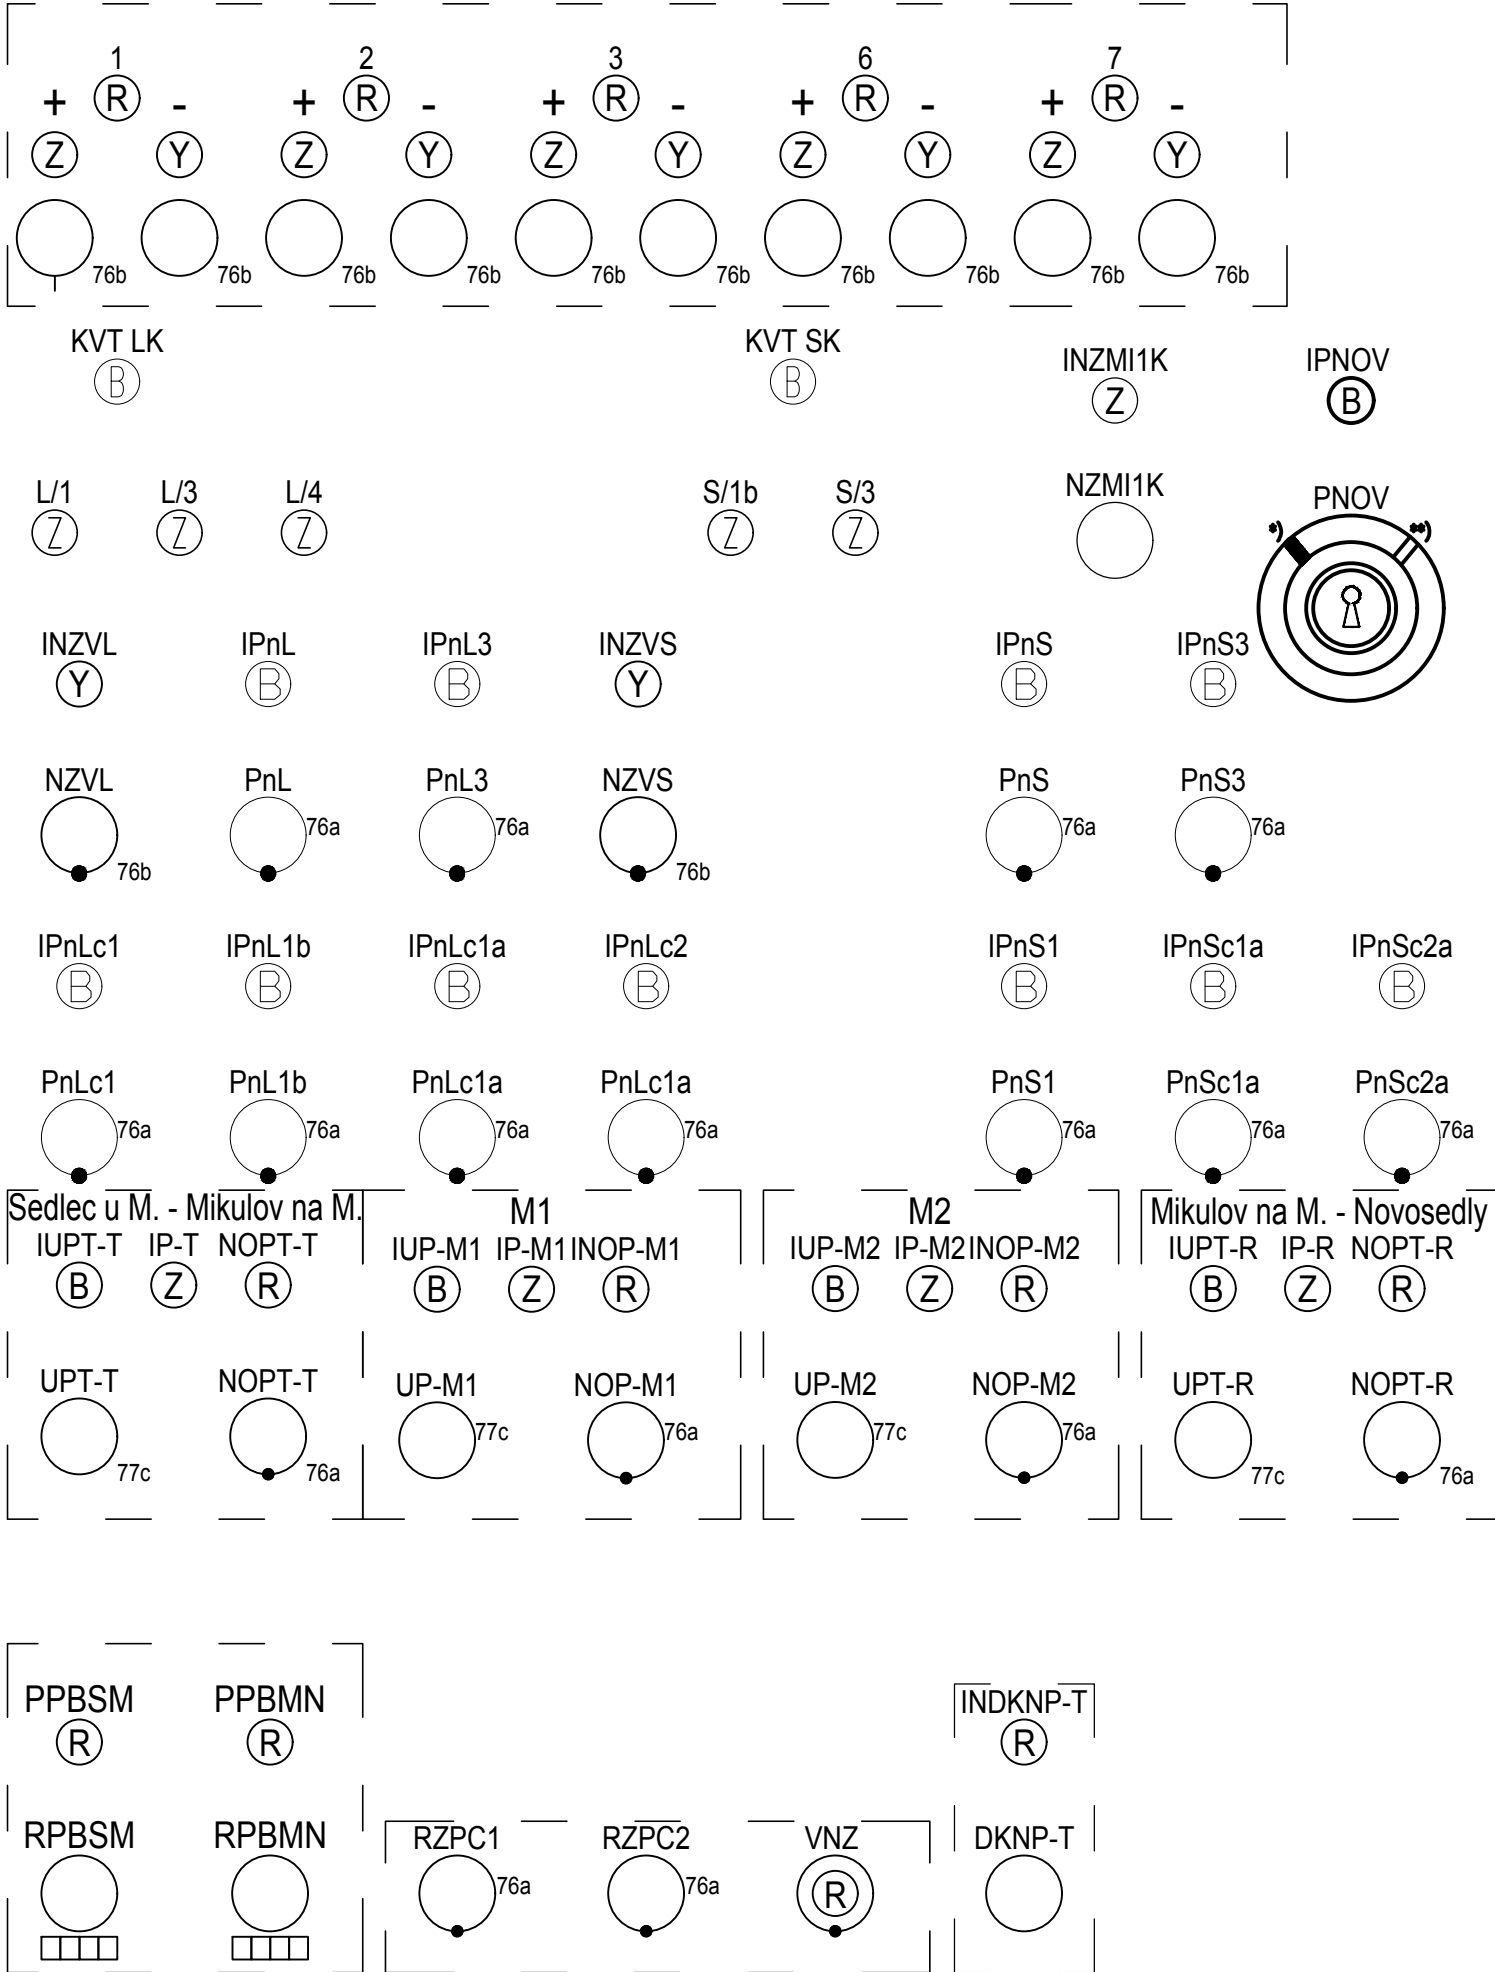 1 2 3 6 7
+ R - + R - + R - + R - + R -
Z Y Z Y Z Y Z Y Z Y
76b 76b 76b 76b 76b 76b 76b 76b 76b 76b
KVT LK KVT SK INZMI1K IPNOV
B B Z B
L/1 L/3 L/4 S/1b S/3 NZMI1K PNOV
Z Z Z Z Z *) **)
INZVL IPnL IPnL3 INZVS IPnS IPnS3
Y B B Y B B
NZVL PnL PnL3 NZVS PnS PnS3
76a 76a 76a 76a
76b 76b
IPnLc1 IPnL1b IPnLc1a IPnLc2 IPnS1 IPnSc1a IPnSc2a
B B B B B B B
PnLc1 PnL1b PnLc1a PnLc1a PnS1 PnSc1a PnSc2a
76a 76a 76a 76a 76a 76a 76a
Sedlec u M. - Mikulov na M. M1 M2 Mikulov na M. - Novosedly
IUPT-T IP-T NOPT-T IUP-M1 IP-M1 INOP-M1 IUP-M2 IP-M2 INOP-M2 IUPT-R IP-R NOPT-R
B Z R B Z R B Z R B Z R
UPT-T NOPT-T UP-M1 NOP-M1 UP-M2 NOP-M2 UPT-R NOPT-R
77c 76a 77c 76a
77c 76a 77c 76a
PPBSM PPBMN INDKNP-T
R R R
RPBSM RPBMN RZPC1 RZPC2 VNZ DKNP-T
76a 76a R